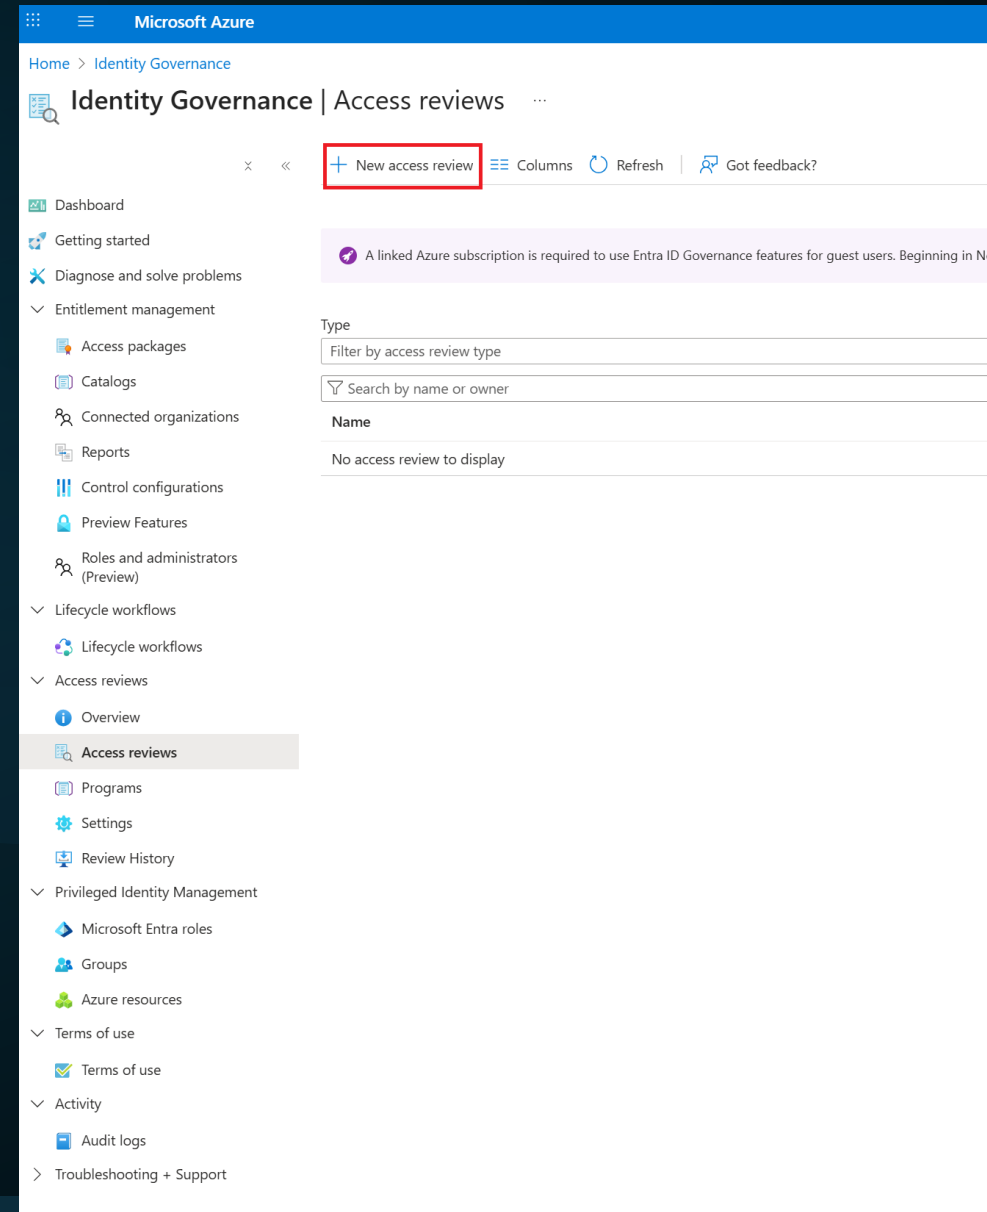 Microsoft Azure
Home > Identity Governance
Identity Governance | Access reviews ...
+ New access review Columns Refresh Got feedback?
Dashboard
Getting started
Diagnose and solve problems
Entitlement management
Access packages
Catalogs
Connected organizations
Reports
Control configurations
Preview Features
Roles and administrators
(Preview)
Lifecycle workflows
Lifecycle workflows
Access reviews
Overview
Access reviews
Programs
Settings
Review History
Privileged Identity Management
Microsoft Entra roles
Groups
Azure resources
Terms of use
Terms of use
Activity
Audit logs
Troubleshooting + Support
A linked Azure subscription is required to use Entra ID Governance features for guest users. Beginning in
Type
Filter by access review type
Search by name or owner
Name
No access review to display